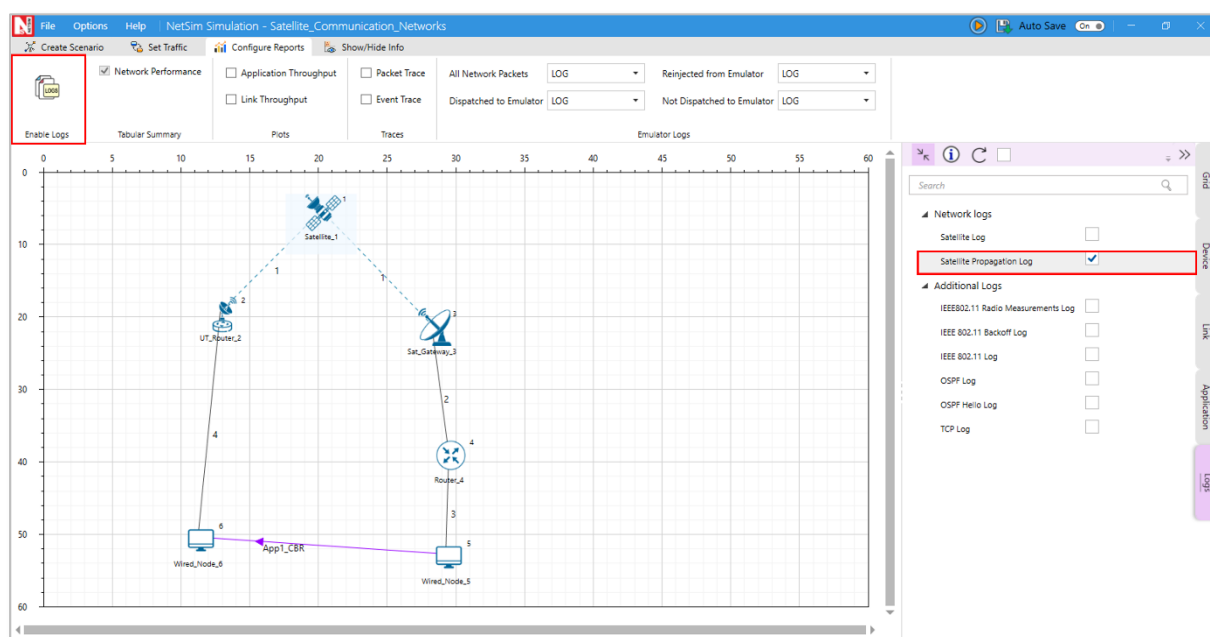 File Options Help NetSim Simulation - Satellite_Communication_Networks Auto Save On
Create Scenario Set Traffic Configure Reports Show/Hide Info
LOGS
Enable Logs
Network Performance
Tabular Summary
Application Throughput
Link Throughput
Plots
Packet Trace
Event Trace
Traces
All Network Packets LOG Reinjected from Emulator LOG
Dispatched to Emulator LOG Not Dispatched to Emulator LOG
Emulator Logs
0 5 10 15 20 25 30 35 40 45 50 55 60
0
10
20
30
40
50
60
1
Satellite_1
1
1
2
UT_Router_2
3
Sat_Gateway_3
2
4
4
Router_4
3
6
Wired_Node_6
App1_CBR
5
Wired_Node_5
Search
Network logs
Satellite Log
Satellite Propagation Log
Additional Logs
IEEE802.11 Radio Measurements Log
IEEE 802.11 Backoff Log
IEEE 802.11 Log
OSPF Log
OSPF Hello Log
TCP Log
Grid
Device
Link
Application
Logs